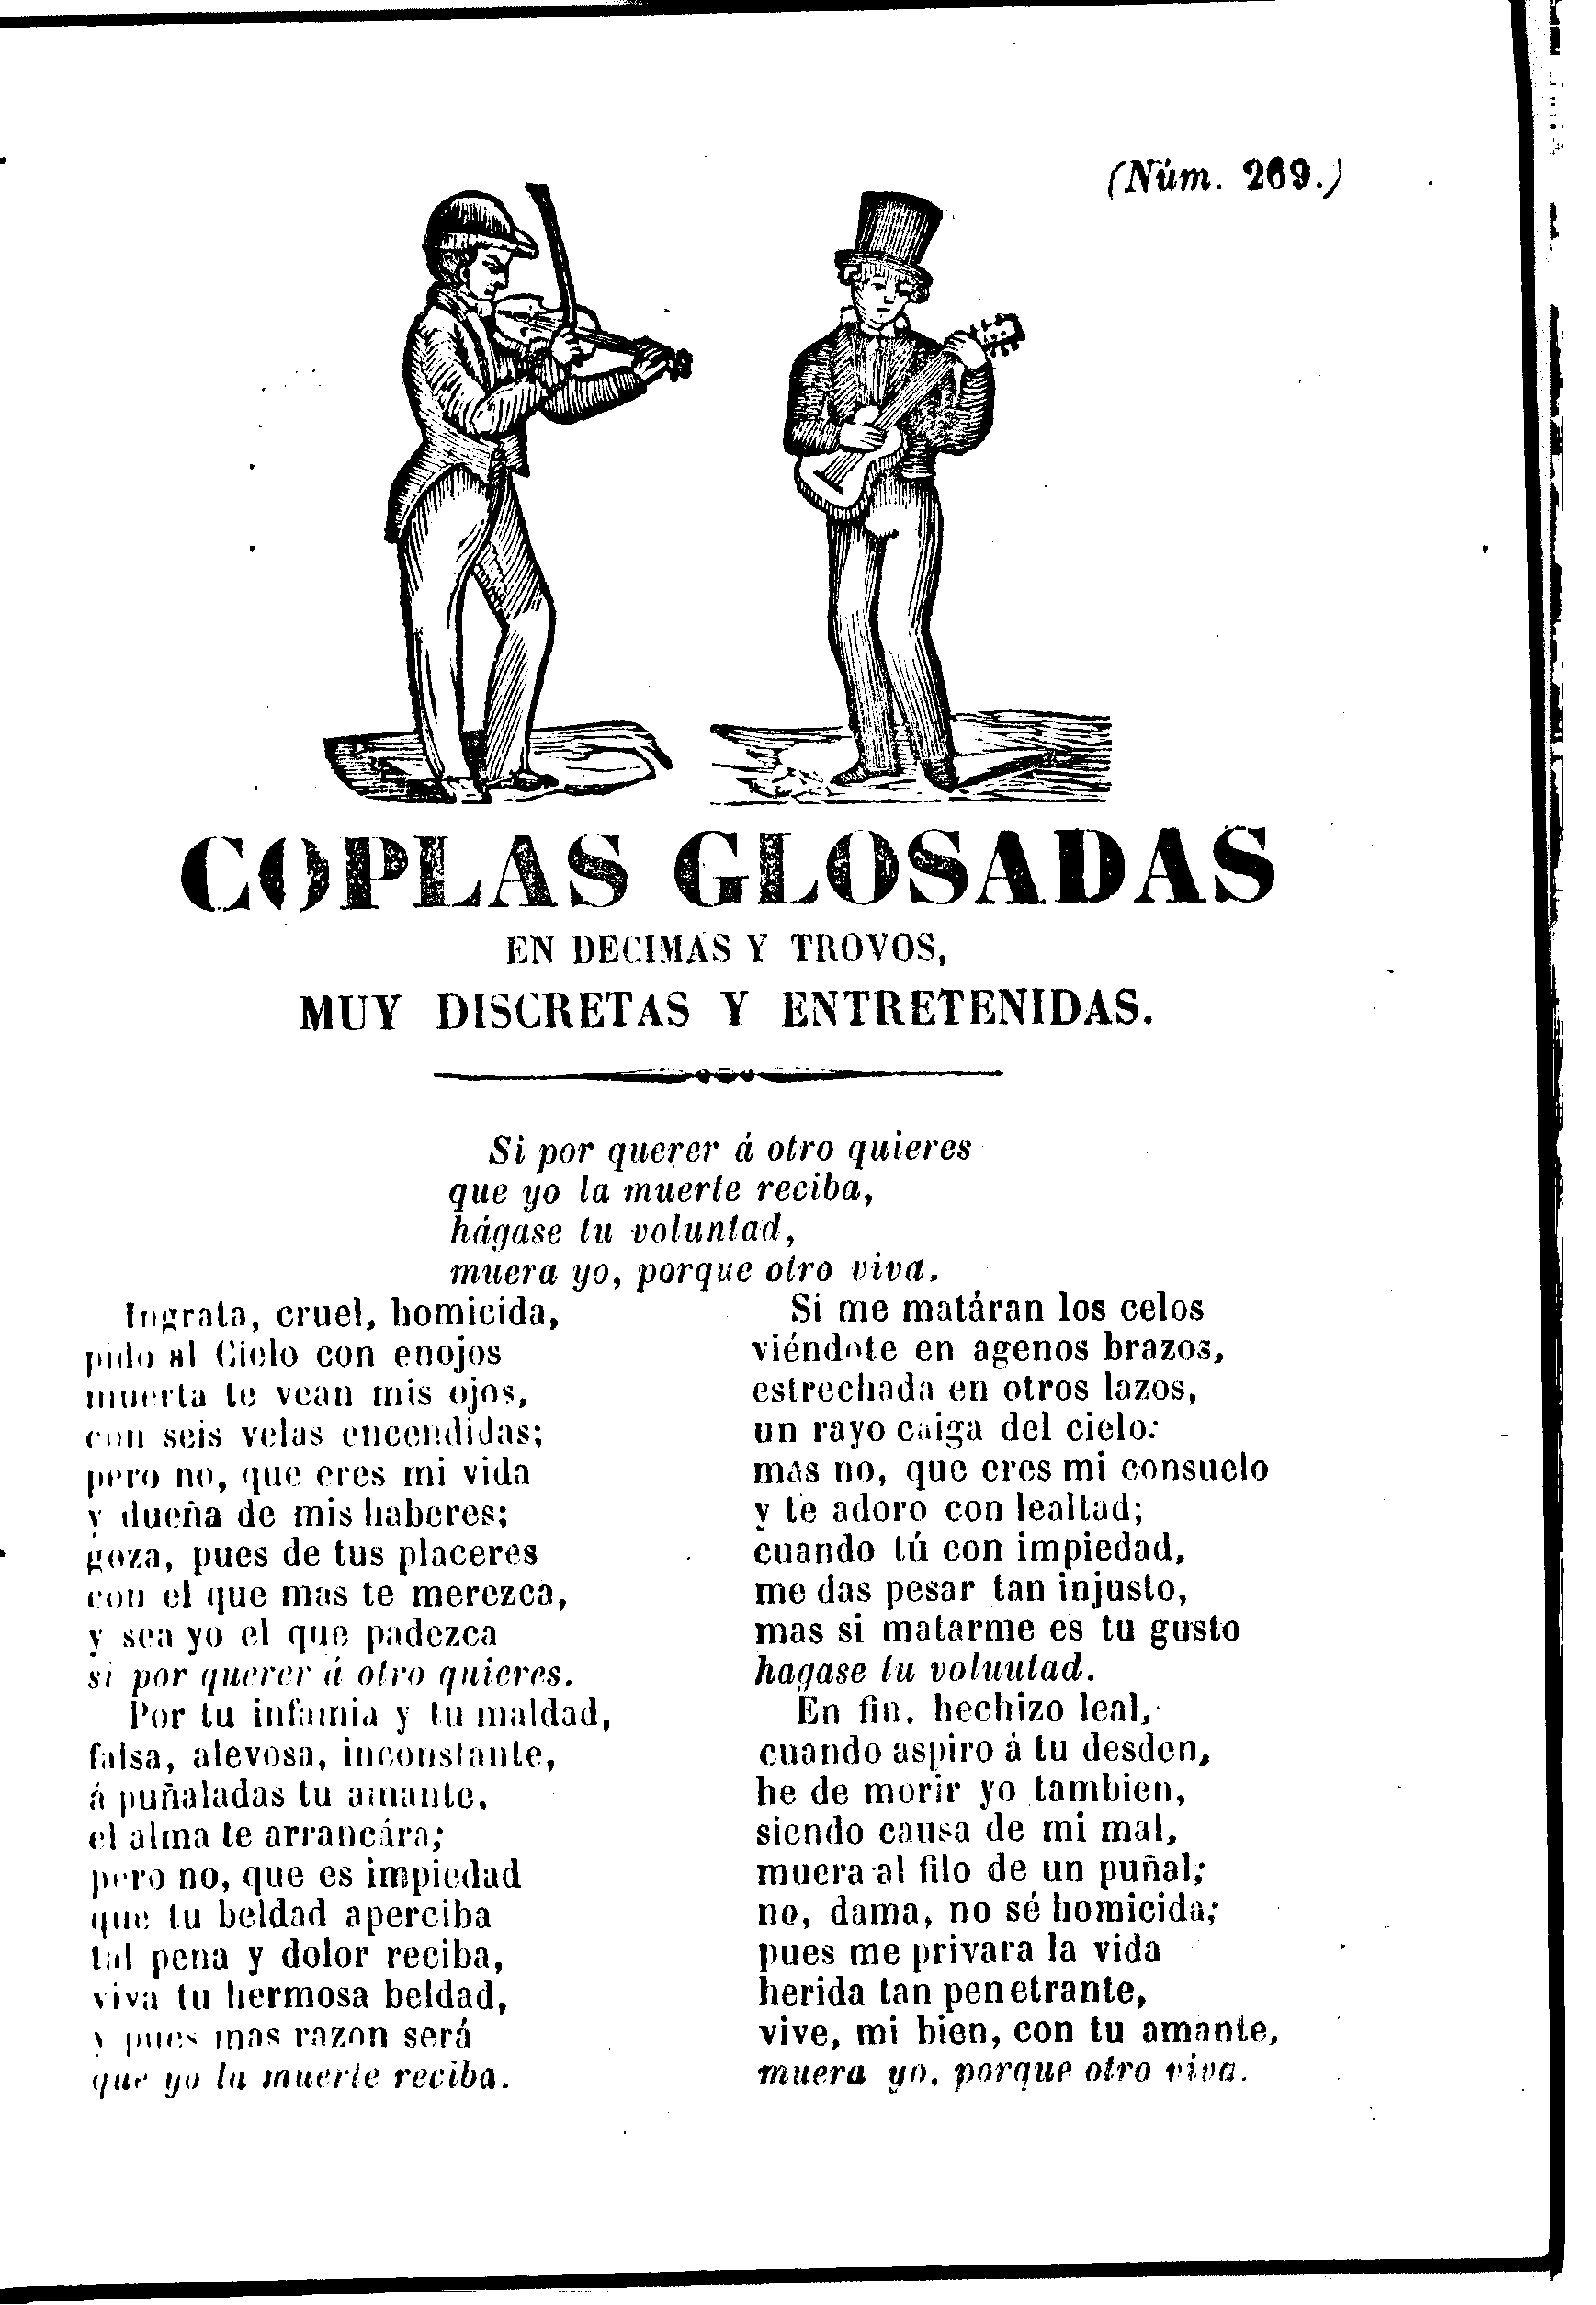 (Núm. 269.)
COPLAS GLOSADAS
EN DECIMAS Y TROVOS,
MUY DISCRETAS Y ENTRETENIDAS.
Si por querer á otro quieres
que yo la muerte reciba,
hágase tu voluntad,
muera yo, porque otro viva.
Ingrata, cruel, homicida,
pido al Cielo con enojos
muerta te vean mis ojos,
con seis velas encendidas;
pero no, que eres mi vida
y dueña de mis haberes;
goza, pues de tus placeres
con el que mas te merezca,
y sea yo el que padezca
si por querer á otro quieres.
Por tu infamia y tu maldad,
falsa, alevosa, inconstante,
á puñaladas tu amante,
el alma te arrancára;
pero no, que es impiedad
que tu beldad aperciba
tal pena y dolor reciba,
viva tu hermosa beldad,
y pues mas razon será
que yo la muerte reciba.
Si me matáran los celos
viéndote en agenos brazos,
estrechada en otros lazos,
un rayo caiga del cielo:
mas no, que eres mi consuelo
y te adoro con lealtad;
cuando tú con impiedad,
me das pesar tan injusto,
mas si matarme es tu gusto
hagase tu voluutad.
En fin. hechizo leal,
cuando aspiro á tu desden,
he de morir yo tambien,
siendo causa de mi mal,
muera al filo de un puñal;
no, dama, no sé homicida;
pues me privara la vida
herida tan penetrante,
vive, mi bien, con tu amante,
muera yo, porque otro viva.